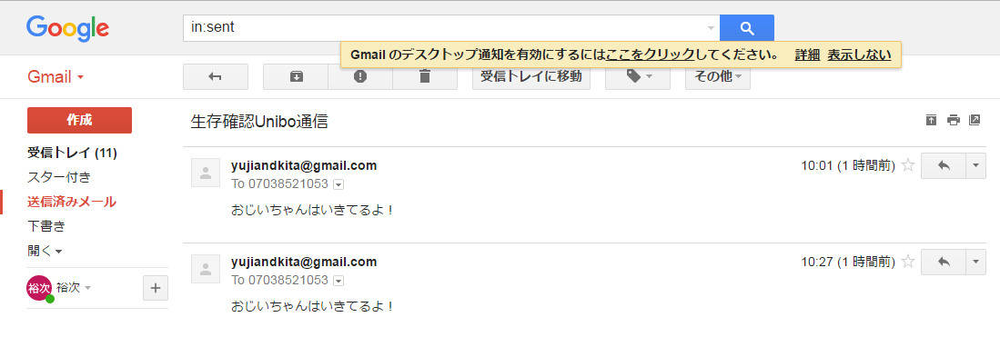 Google
in:sent
Gmail のデスクトップ通知を有効にするにはここをクリックしてください。 詳細 表示しない
Gmail
受信トレイに移動
その他
作成
生存確認Unibo通信
受信トレイ (11)
スター付き
送信済みメール
下書き
開く
裕次 裕次
yujiandkita@gmail.com
10:01 (1 時間前)
To 07038521053
おじいちゃんはいきてるよ！
yujiandkita@gmail.com
10:27 (1 時間前)
To 07038521053
おじいちゃんはいきてるよ！